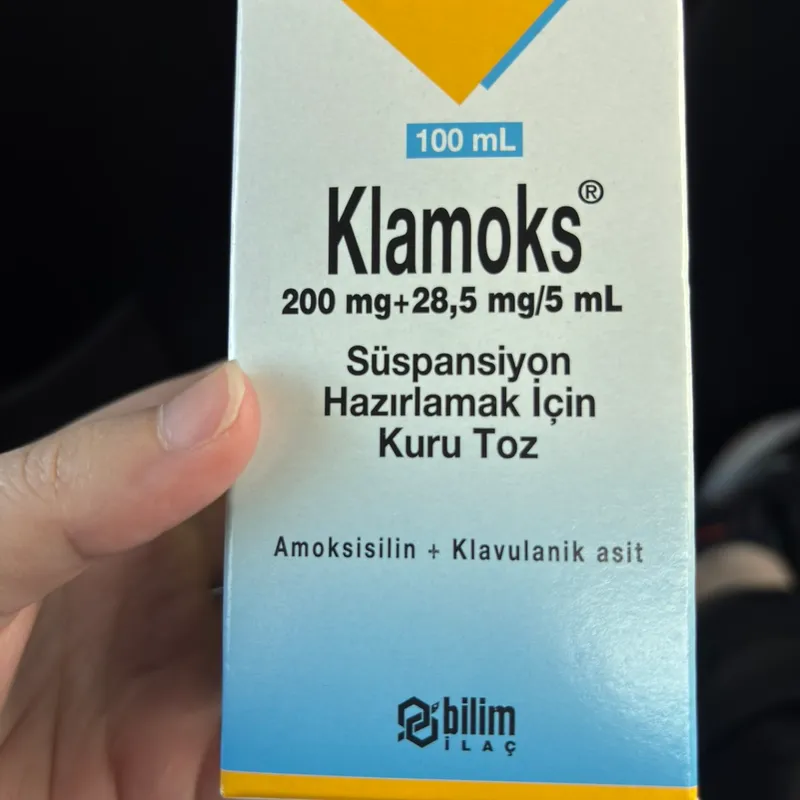 100 mL
Klamoks®
200 mg+28,5 mg/5 mL
Süspansiyon
Hazırlamak İçin
Kuru Toz
Amoksisilin + Klavulanik asit
bilim
İLAÇ